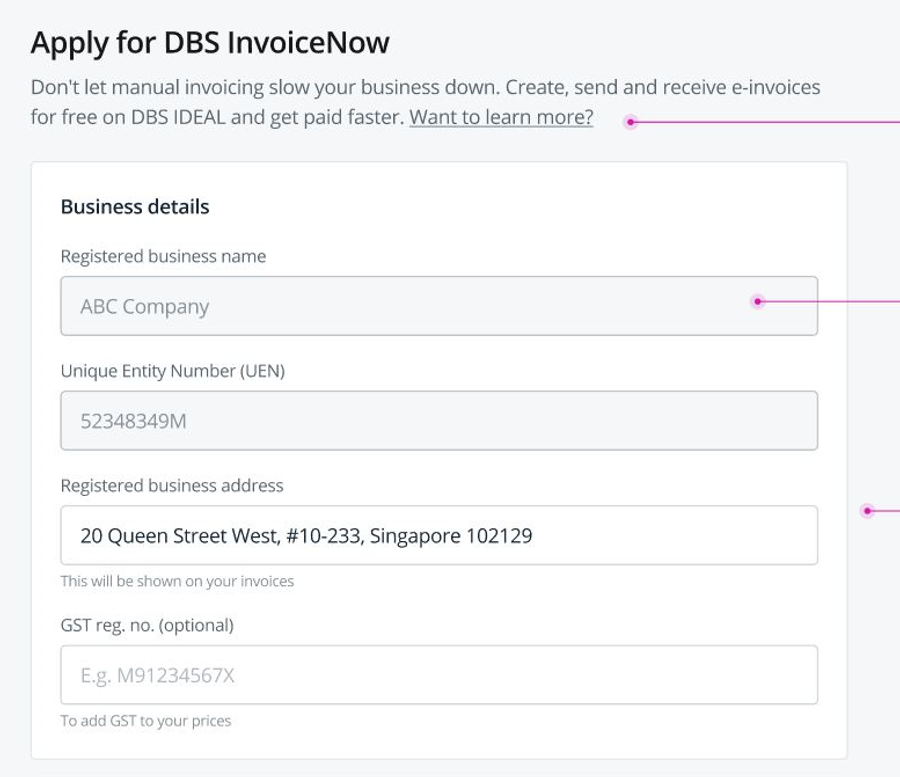 Apply for DBS InvoiceNow
Don't let manual invoicing slow your business down. Create, send and receive e-invoices
for free on DBS IDEAL and get paid faster. Want to learn more?
Business details
Registered business name
ABC Company
Unique Entity Number (UEN)
52348349M
Registered business address
20 Queen Street West, #10-233, Singapore 102129
This will be shown on your invoices
GST reg. no. (optional)
E.g. M91234567X
To add GST to your prices